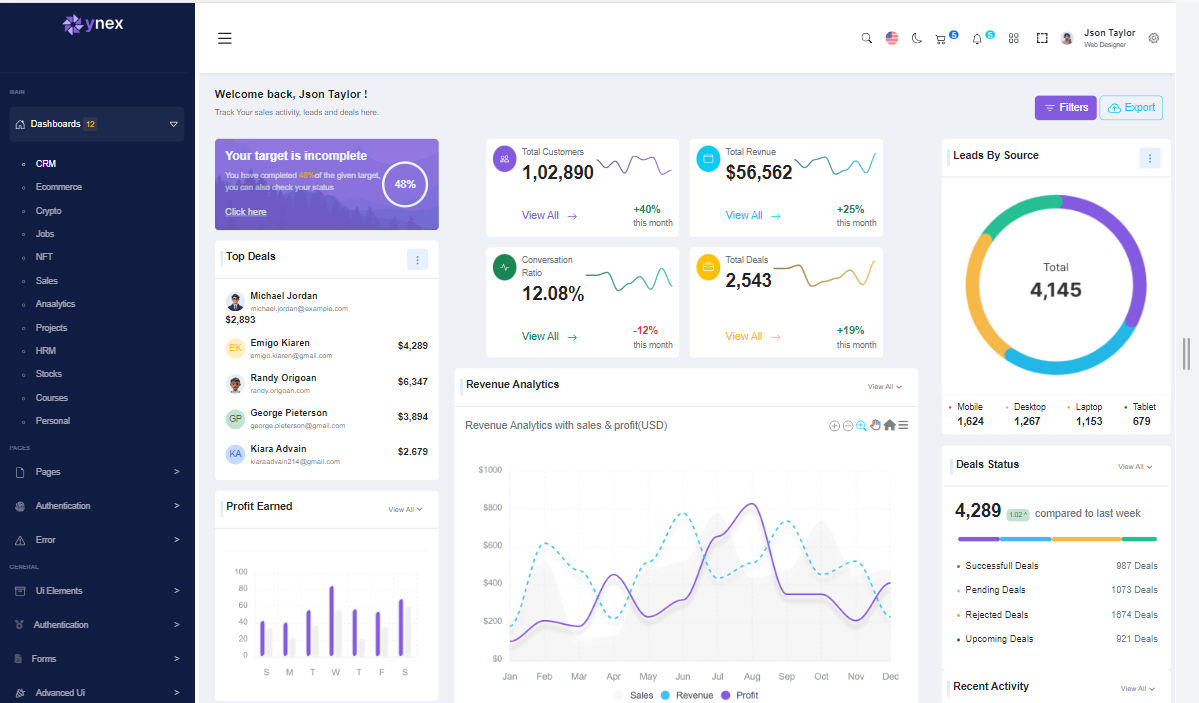 ynex
MAIN
Dashboards 12
CRM
Ecommerce
Crypto
Jobs
NFT
Sales
Anaalytics
Projects
HRM
Stocks
Courses
Personal
PAGES
Pages >
Authentication >
Error >
GENERAL
Ui Elements >
Authentication >
Forms >
Advanced Ui >
5
5
Json Taylor
Web Designer
Welcome back, Json Taylor !
Track Your sales activity, leads and deals here.
Filters
Export
Your target is incomplete
You have completed 48% of the given target,
you can also check your status
48%
Click here
Top Deals
Michael Jordan
michael.jordan@example.com
$2,893
EK
Emigo Kiaren
emigo.kiaren@gmail.com
$4,289
Randy Origoan
randy.origoan.com
$6,347
GP
George Pieterson
george.pieterson@gmail.com
$3,894
KA
Kiara Advain
kiaraadvain214@gmail.com
$2.679
Profit Earned
View All
100
80
60
40
20
0
S M T W T F S
Total Customers
1,02,890
View All →
+40%
this month
Total Revnue
$56,562
View All →
+25%
this month
Conversation
Ratio
12.08%
View All →
-12%
this month
Total Deals
2,543
View All →
+19%
this month
Revenue Analytics
View All
Revenue Analytics with sales & profit(USD)
$1000
$800
$600
$400
$200
$0
Jan Feb Mar Apr May Jun Jul Aug Sep Oct Nov Dec
Sales Revenue Profit
Leads By Source
Total
4,145
Mobile
1,624
Desktop
1,267
Laptop
1,153
Tablet
679
Deals Status
View All
4,289 1.02 ^ compared to last week
Successfull Deals 987 Deals
Pending Deals 1073 Deals
Rejected Deals 1674 Deals
Upcoming Deals 921 Deals
Recent Activity
View All